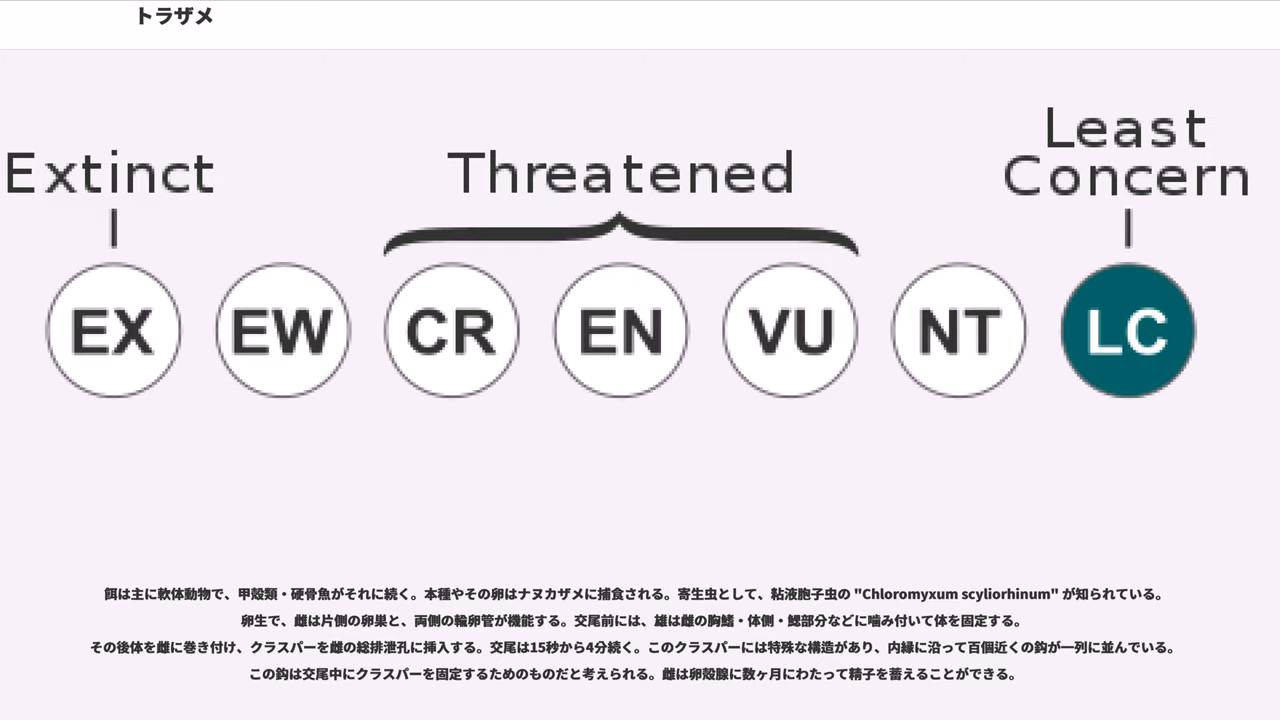 トラザメ
Least
Extinct Threatened Concern
EX EW CR EN VU NT LC
餌は主に軟体動物で、甲殻類・硬骨魚がそれに続く。本種やその卵はナヌカザメに捕食される。寄生虫として、粘液胞子虫の "Chloromyxum scyliorhinum" が知られている。
卵生で、雌は片側の卵巣と、両側の輸卵管が機能する。交尾前には、雄は雌の胸鰭・体側・鰓部分などに噛み付いて体を固定する。
その後体を雌に巻き付け、クラスパーを雌の総排泄孔に挿入する。交尾は15秒から4分続く。このクラスパーには特殊な構造があり、内縁に沿って百個近くの鈎が一列に並んでいる。
この鈎は交尾中にクラスパーを固定するためのものだと考えられる。雌は卵殻腺に数ヶ月にわたって精子を蓄えることができる。